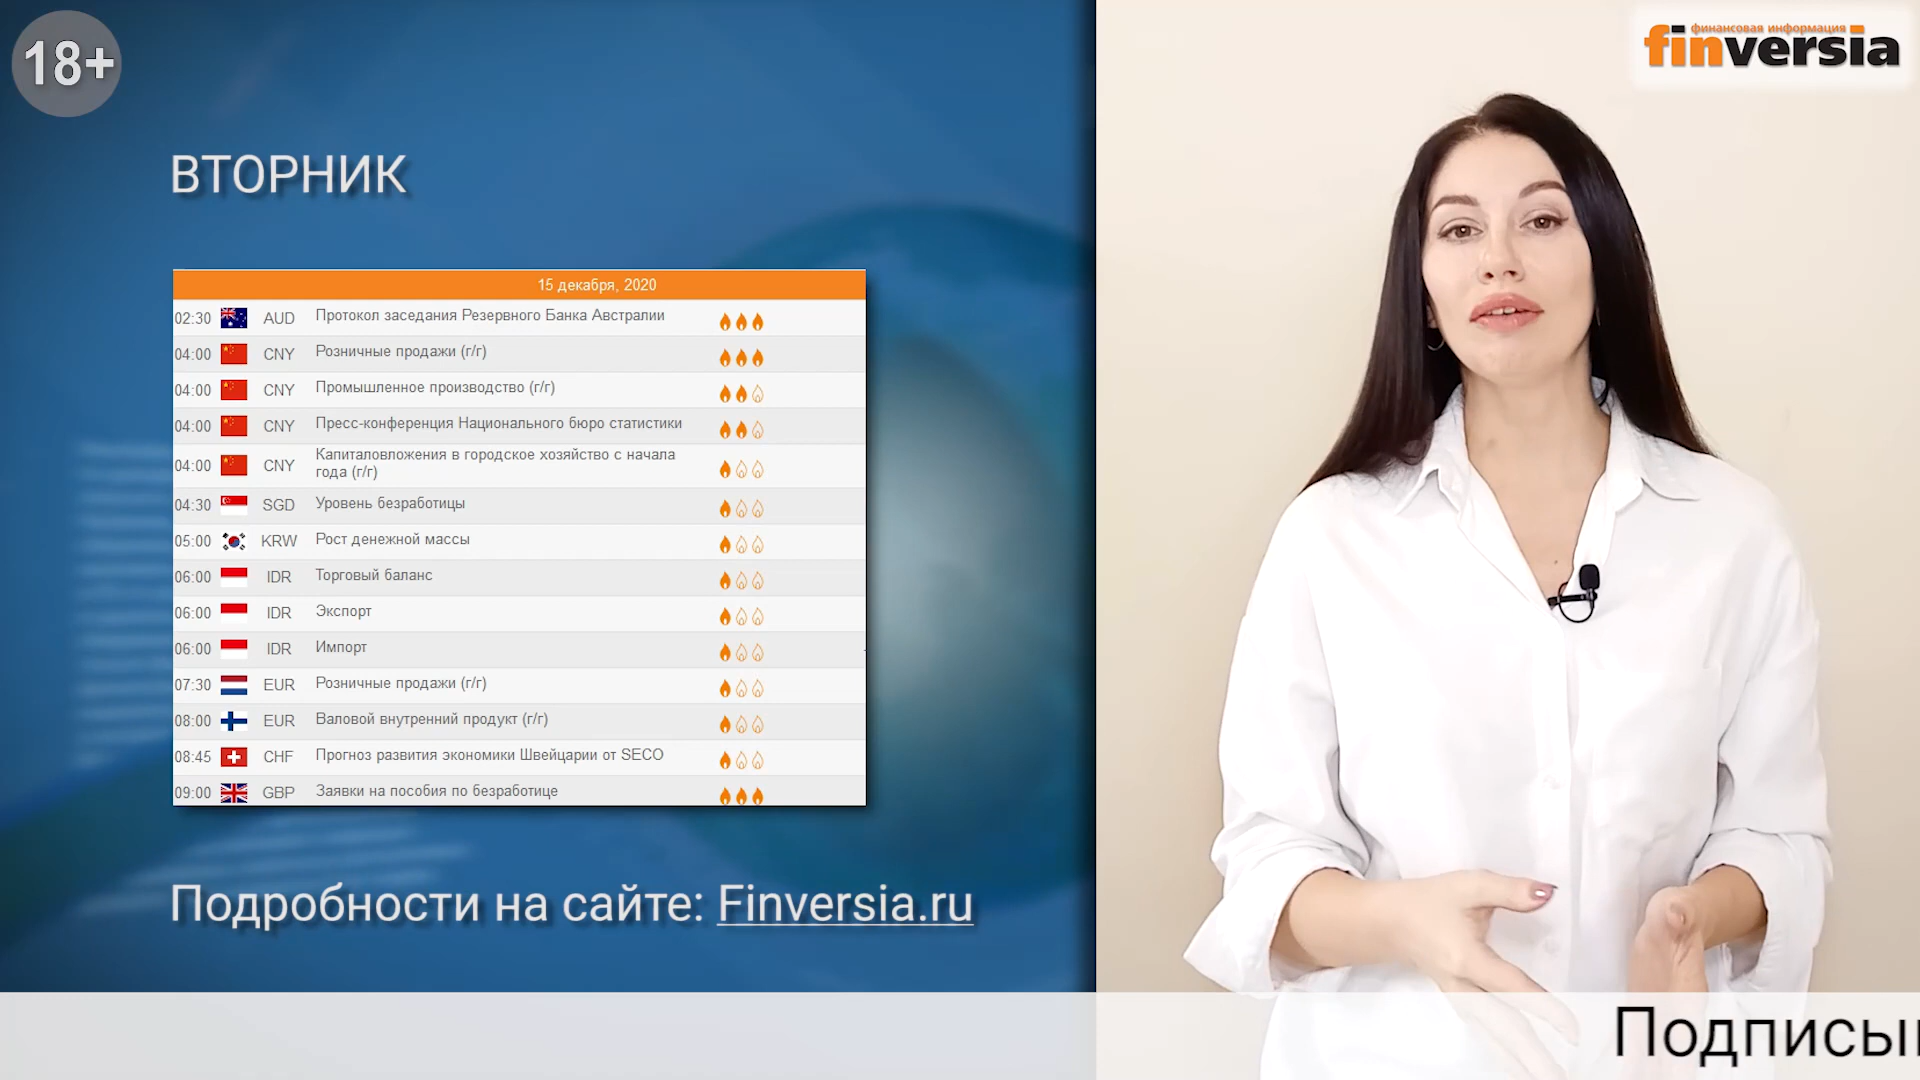 18+
финансовая информация
finversia
ВТОРНИК
15 декабря, 2020
02:30 AUD Протокол заседания Резервного Банка Австралии
04:00 CNY Розничные продажи (г/г)
04:00 CNY Промышленное производство (г/г)
04:00 CNY Пресс-конференция Национального бюро статистики
04:00 CNY Капиталовложения в городское хозяйство с начала
года (г/г)
04:30 SGD Уровень безработицы
05:00 KRW Рост денежной массы
06:00 IDR Торговый баланс
06:00 IDR Экспорт
06:00 IDR Импорт
07:30 EUR Розничные продажи (г/г)
08:00 EUR Валовой внутренний продукт (г/г)
08:45 CHF Прогноз развития экономики Швейцарии от SECO
09:00 GBP Заявки на пособия по безработице
Подробности на сайте: Finversia.ru